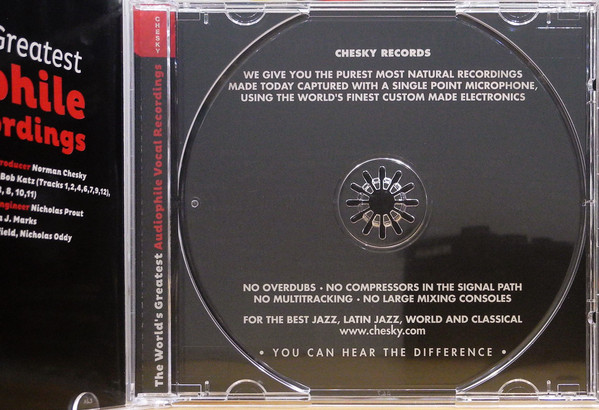 Greatest
phile
ordings
roducer Norman Chesky
Bob Katz (Tracks 1,2,4,6,7,9,12),
, 8, 10,11)
ngineer Nicholas Prout
J. Marks
field, Nicholas Oddy
CHESKY
The World's Greatest Audiophile Vocal Recordings
CHESKY RECORDS
WE GIVE YOU THE PUREST MOST NATURAL RECORDINGS
MADE TODAY CAPTURED WITH A SINGLE POINT MICROPHONE,
USING THE WORLD'S FINEST CUSTOM MADE ELECTRONICS
NO OVERDUBS • NO COMPRESSORS IN THE SIGNAL PATH
NO MULTITRACKING • NO LARGE MIXING CONSOLES
FOR THE BEST JAZZ, LATIN JAZZ, WORLD AND CLASSICAL
www.chesky.com
• YOU CAN HEAR THE DIFFERENCE •